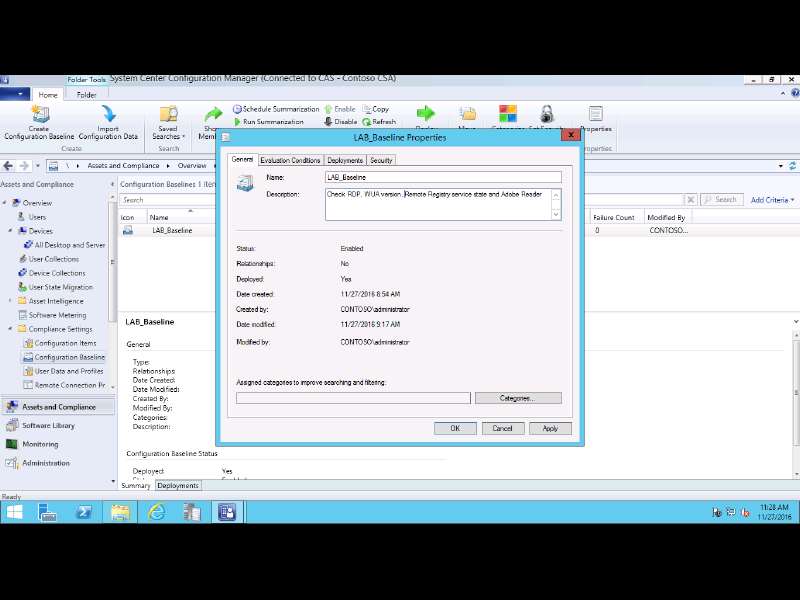 Folder Tools System Center Configuration Manager (Connected to CAS - Contoso CSA)
Home Folder
Create Configuration Baseline
Import Configuration Data
Saved Searches
Schedule Summarization
Run Summarization
Enable
Disable
Copy
Refresh
Properties
Create
Search
Assets and Compliance Overview
Assets and Compliance
Overview
Users
Devices
All Desktop and Server
User Collections
Device Collections
User State Migration
Asset Intelligence
Software Metering
Compliance Settings
Configuration Items
Configuration Baseline
User Data and Profiles
Remote Connection Pr
Assets and Compliance
Software Library
Monitoring
Administration
Configuration Baselines 1 item
Search
Search
Add Criteria
Icon Name
Failure Count Modified By
LAB_Baseline
0 CONTOSO...
LAB_Baseline Properties
General Evaluation Conditions Deployments Security
Name: LAB_Baseline
Description: Check RDP, WUA version, Remote Registry service state and Adobe Reader
Status: Enabled
Relationships: No
Deployed: Yes
Date created: 11/27/2016 8:54 AM
Created by: CONTOSO\administrator
Date modified: 11/27/2016 9:17 AM
Modified by: CONTOSO\administrator
Assigned categories to improve searching and filtering:
Categories...
OK Cancel Apply
LAB_Baseline
General
Type:
Relationships:
Date Created:
Date Modified:
Created By:
Modified By:
Categories:
Description:
Configuration Baseline Status
Deployed Yes
Summary Deployments
Ready
11:28 AM
11/27/2016